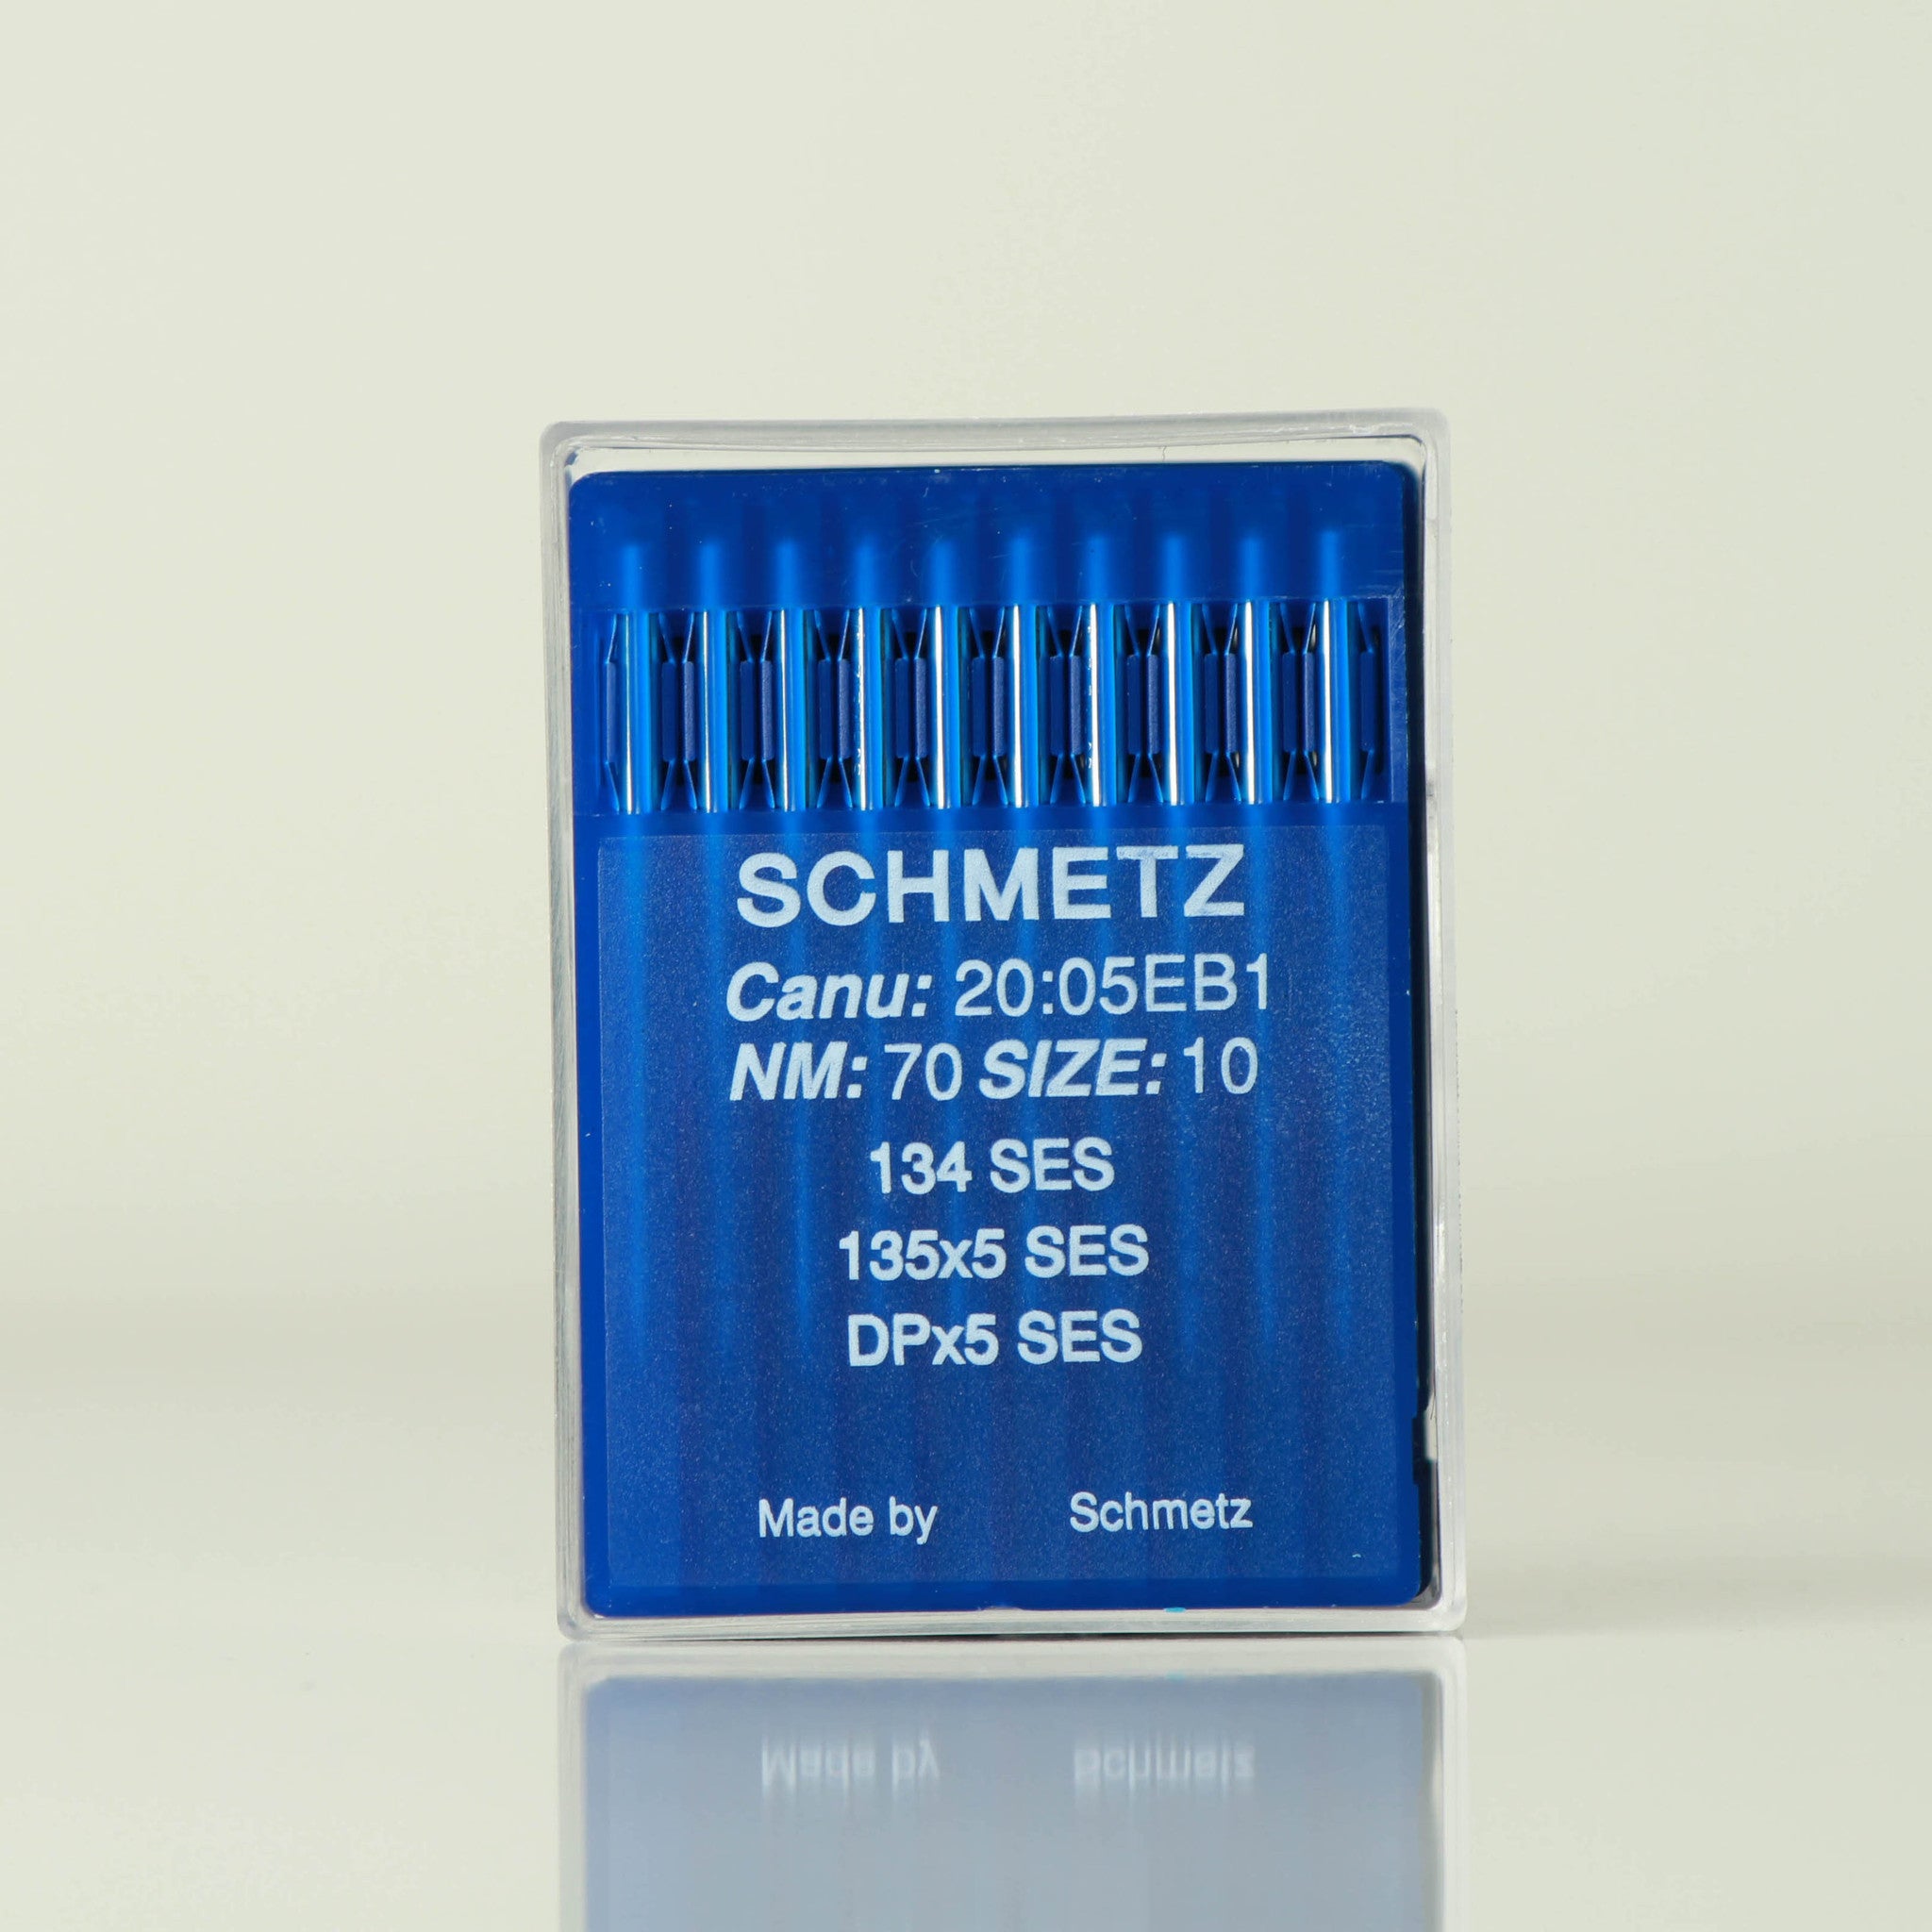 SCHMETZ
Canu: 20:05EB1
NM: 70 SIZE: 10
134 SES
135x5 SES
DPx5 SES
Made by Schmetz